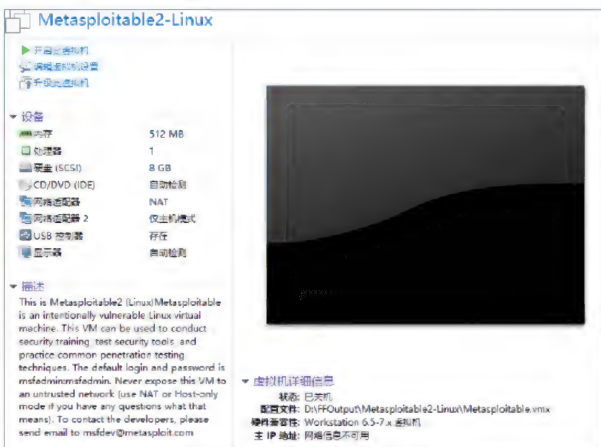 Metasploitable2-Linux
开启此虚拟机
编辑虚拟机设置
升级此虚拟机
设备
内存 512 MB
处理器 1
硬盘 (SCSI) 8 GB
CD/DVD (IDE) 自动检测
网络适配器 NAT
网络适配器 2 仅主机模式
USB 控制器 存在
显示器 自动检测
描述
This is Metasploitable2 (Linux)Metasploitable
is an intentionally vulnerable Linux virtual
machine. This VM can be used to conduct
security training, test security tools, and
practice common penetration testing
techniques. The default login and password is
msfadmin:msfadmin. Never expose this VM to
an untrusted network (use NAT or Host-only
mode if you have any questions what that
means). To contact the developers, please
send email to msfdev@metasploit.com
虚拟机详细信息
状态: 已关机
配置文件: D:\FFOutput\Metasploitable2-Linux\Metasploitable.vmx
硬件兼容性: Workstation 6.5-7.x 虚拟机
主 IP 地址: 网络信息不可用